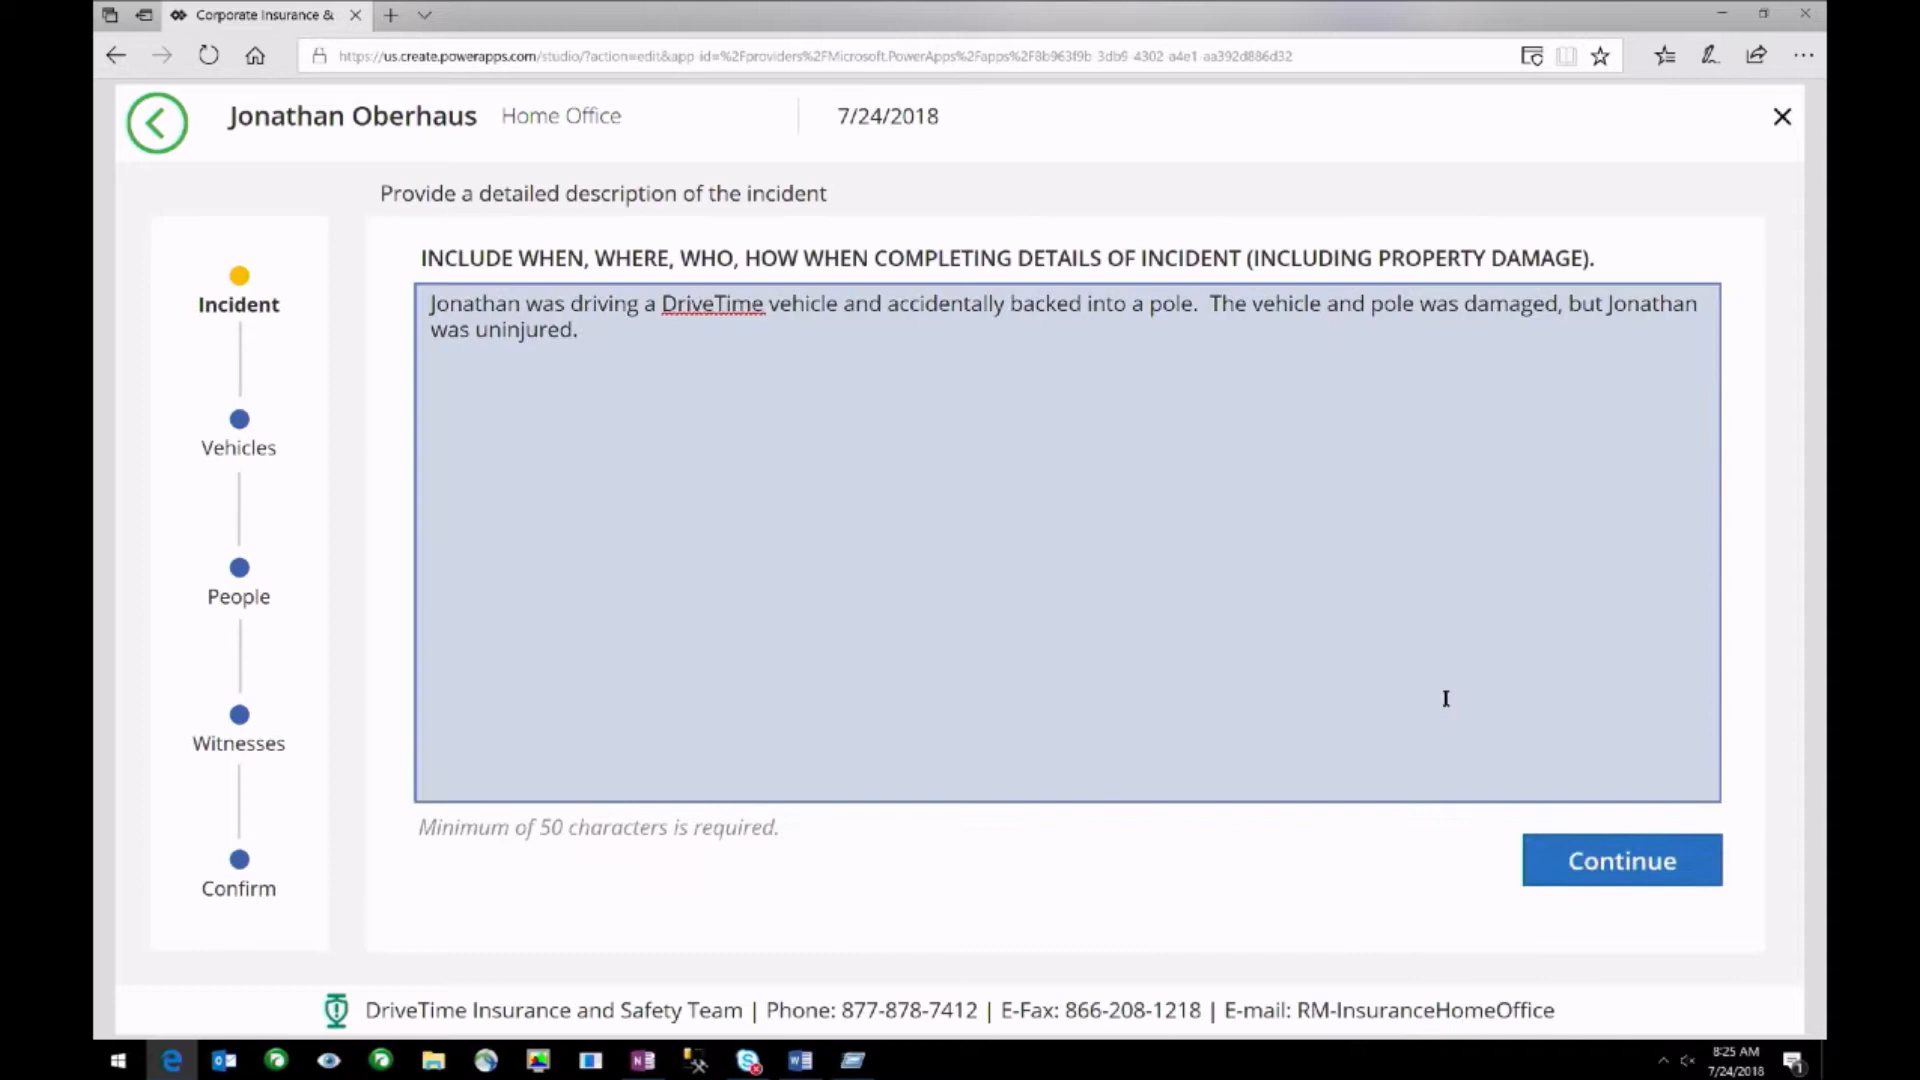 Corporate Insurance &
https://us.create.powerapps.com/studio/?action=edit&app-id=%2Fproviders%2FMicrosoft.PowerApps%2Fapps%2F8b963f9b-3db9-4302-a4e1-aa392d886d32
Jonathan Oberhaus Home Office 7/24/2018
Provide a detailed description of the incident
INCLUDE WHEN, WHERE, WHO, HOW WHEN COMPLETING DETAILS OF INCIDENT (INCLUDING PROPERTY DAMAGE).
Jonathan was driving a DriveTime vehicle and accidentally backed into a pole.  The vehicle and pole was damaged, but Jonathan
was uninjured.
Incident
Vehicles
People
Witnesses
Confirm
Minimum of 50 characters is required.
Continue
DriveTime Insurance and Safety Team | Phone: 877-878-7412 | E-Fax: 866-208-1218 | E-mail: RM-InsuranceHomeOffice
8:25 AM
7/24/2018
1